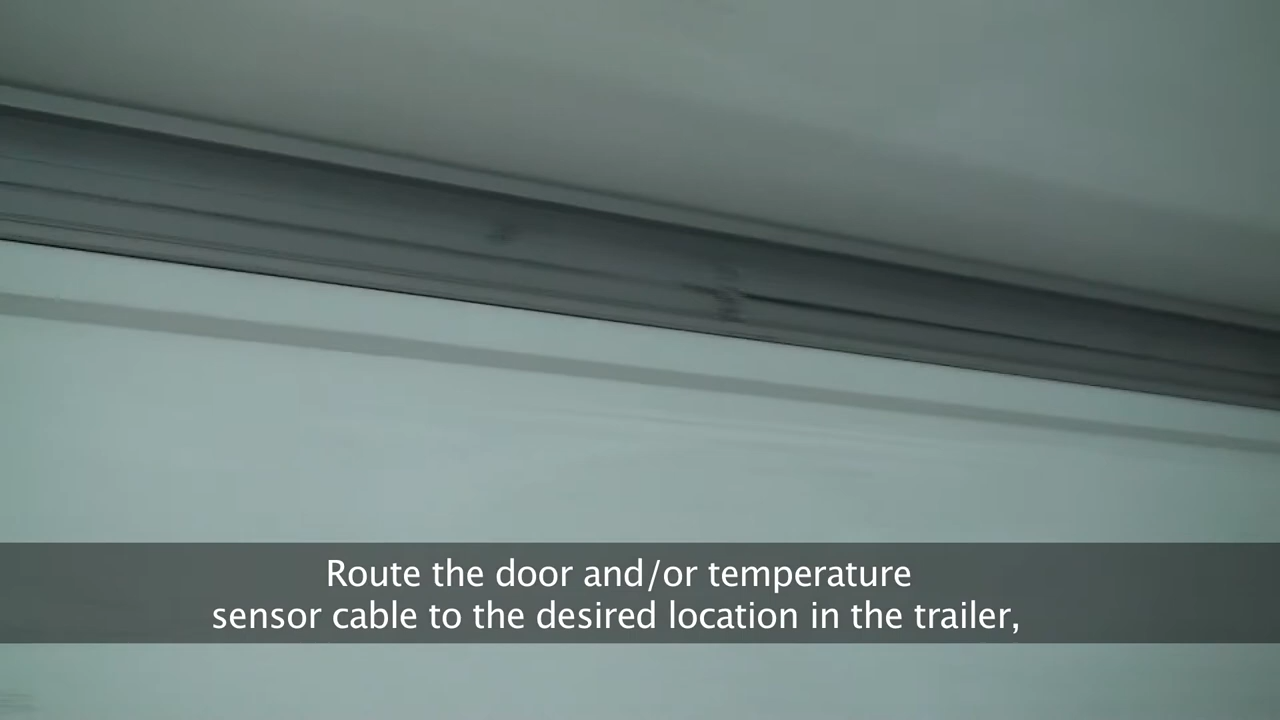 Route the door and/or temperature
sensor cable to the desired location in the trailer,